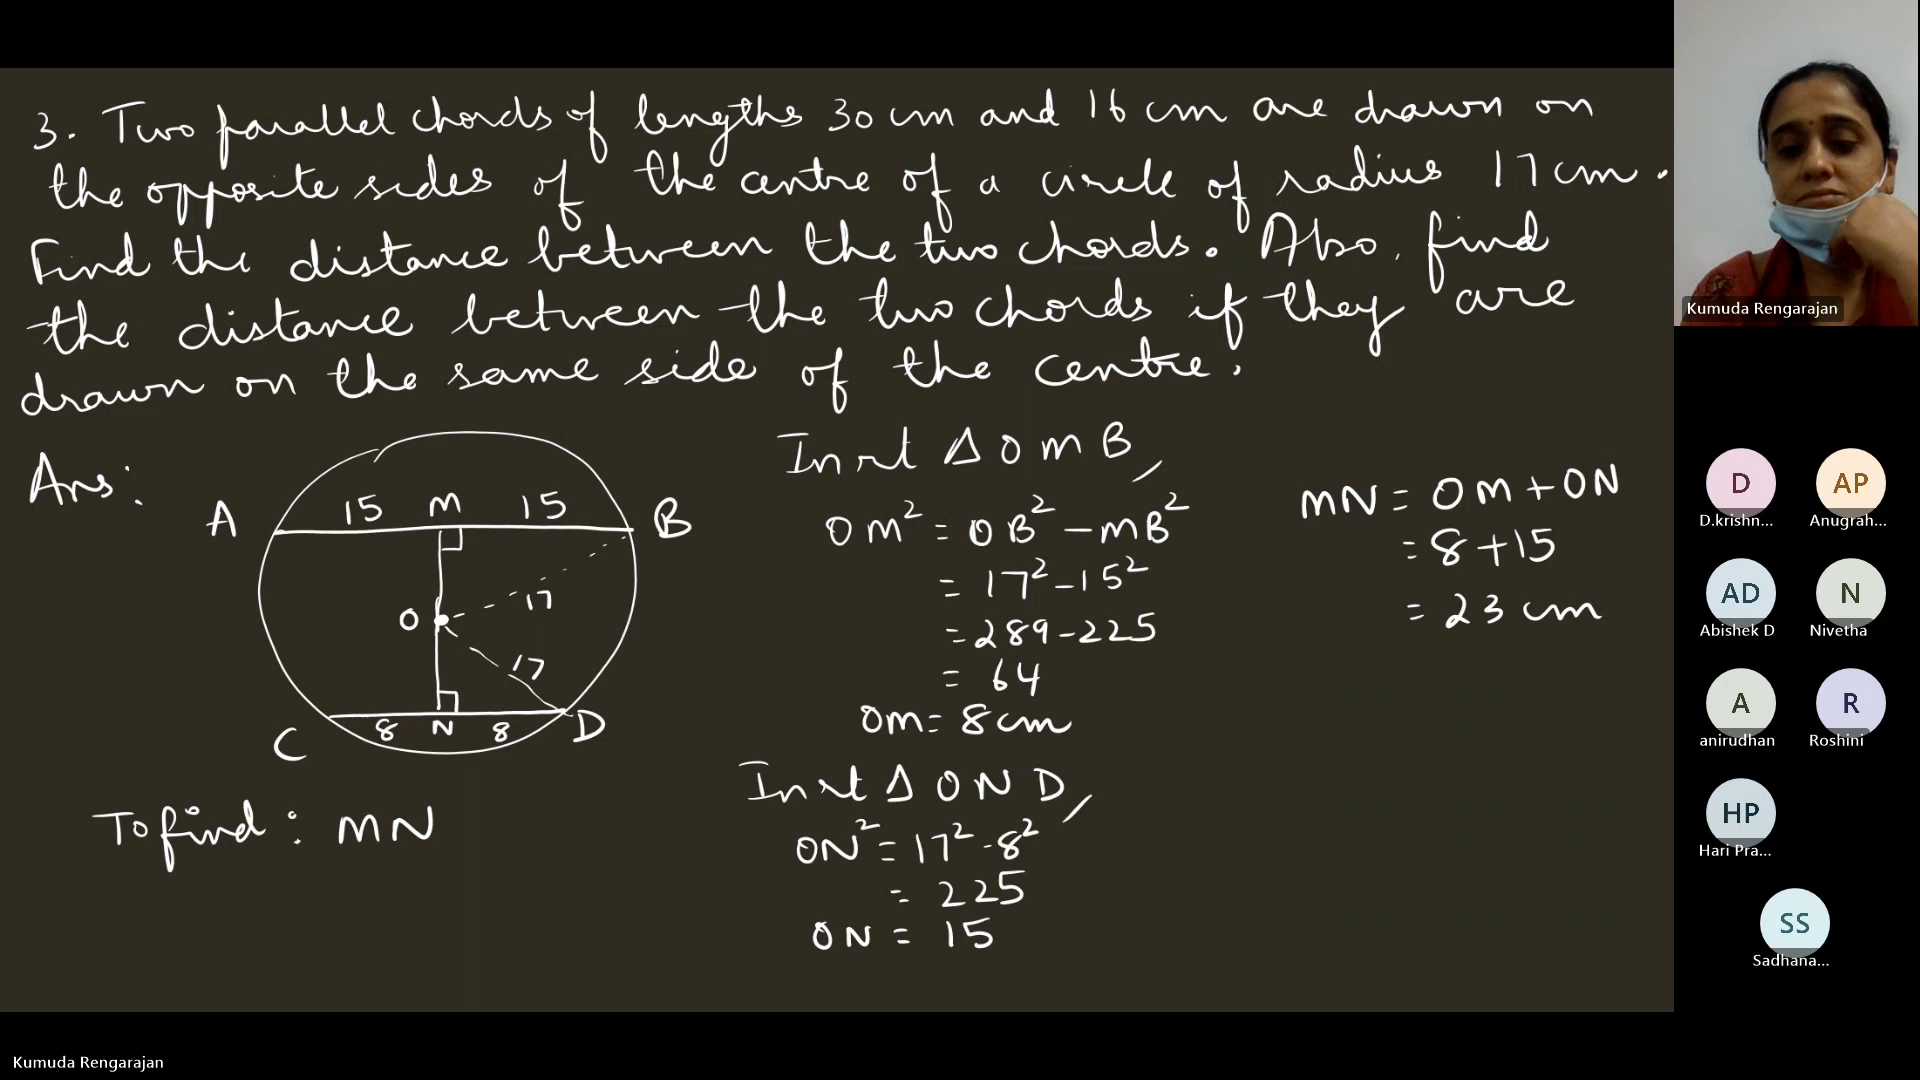 3. Two parallel chords of lengths 30 cm and 16 cm are drawn on
the opposite sides of the centre of a circle of radius 17 cm.
Find the distance between the two chords. Also, find
the distance between the two chords if they are
drawn on the same side of the centre.
Ans:
A 15 M 15 B
O 17
17
C 8 N 8 D
To find : MN
In rt Δ OMB,
OM² = OB² - MB²
= 17² - 15²
= 289 - 225
= 64
OM = 8cm
In rt Δ OND,
ON² = 17² - 8²
= 225
ON = 15
MN = OM + ON
= 8 + 15
= 23 cm
Kumuda Rengarajan
D
D.krishn...
AP
Anugrah...
AD
Abishek D
N
Nivetha
A
anirudhan
R
Roshini
HP
Hari Pra...
SS
Sadhana...
Kumuda Rengarajan